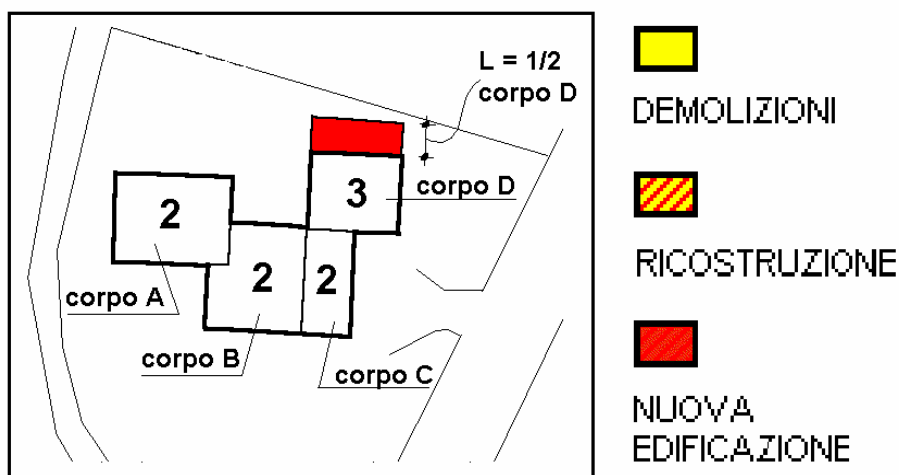 L = 1/2
corpo D
2
3
corpo D
2
2
corpo A
corpo B
corpo C
DEMOLIZIONI
RICOSTRUZIONE
NUOVA
EDIFICAZIONE